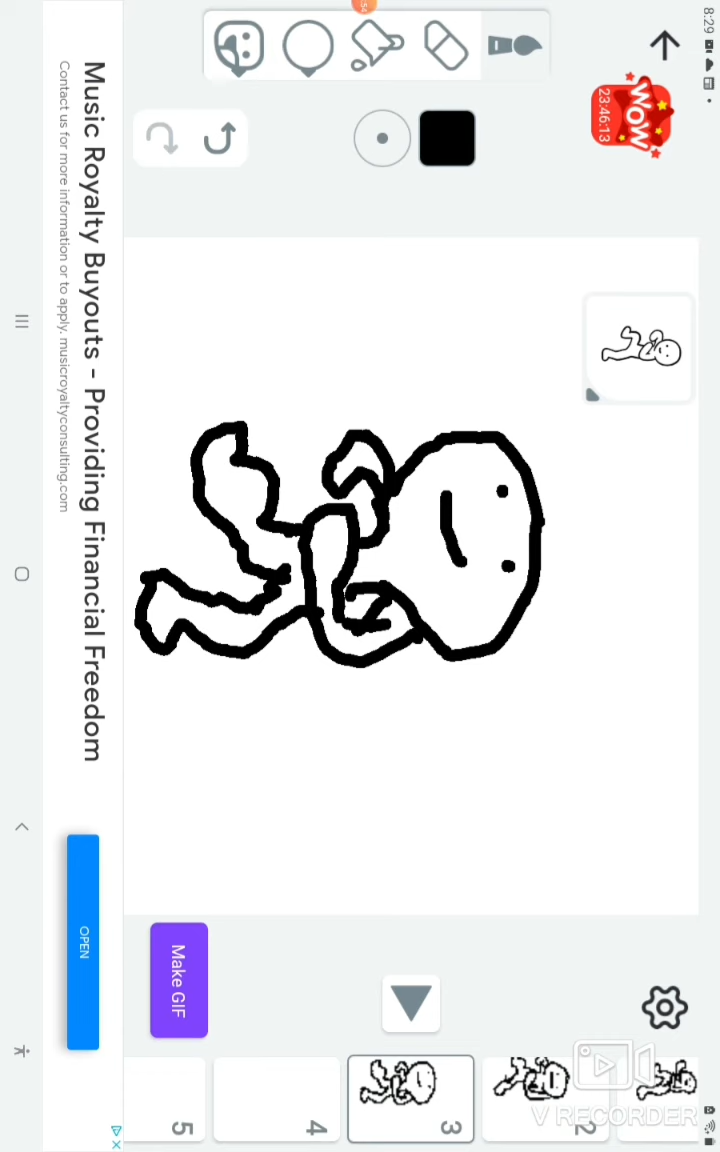 8:29
WOW
23:46:13
:54
2
3
4
5
Make GIF
Music Royalty Buyouts - Providing Financial Freedom
Contact us for more information or to apply. musicroyaltyconsulting.com
OPEN
V RECORDER